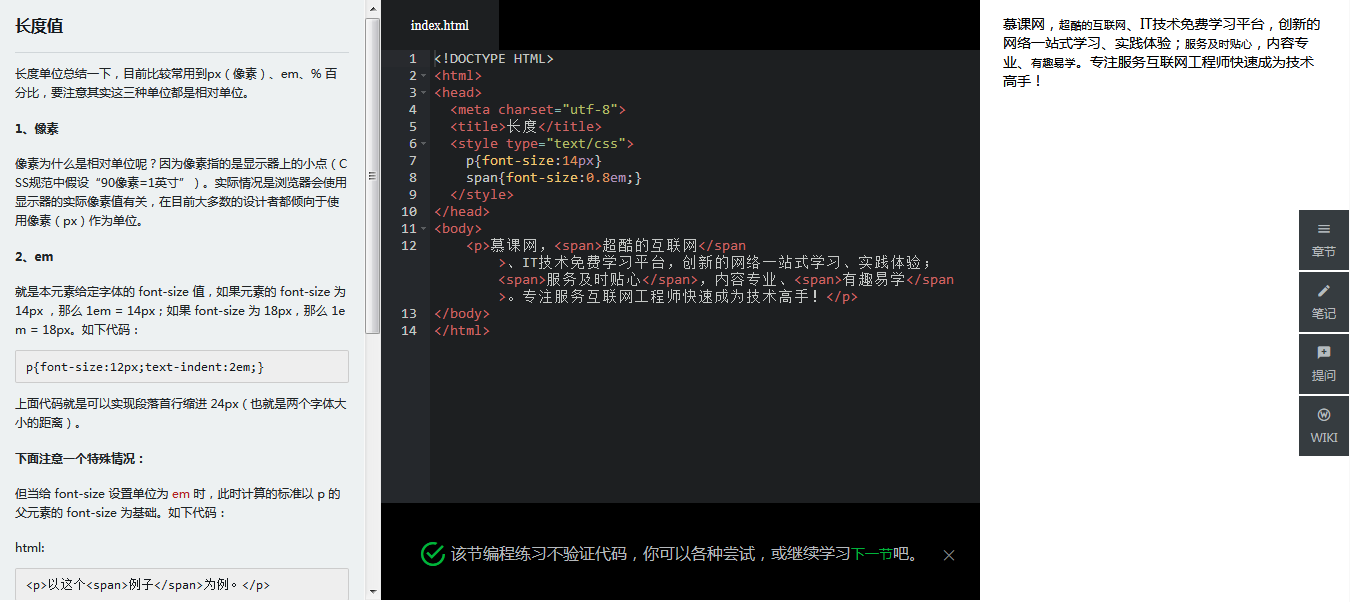 长度值
长度单位总结一下，目前比较常用到px（像素）、em、% 百
分比，要注意其实这三种单位都是相对单位。
1、像素
像素为什么是相对单位呢？因为像素指的是显示器上的小点（C
SS规范中假设“90像素=1英寸”）。实际情况是浏览器会使用
显示器的实际像素值有关，在目前大多数的设计者都倾向于使
用像素（px）作为单位。
2、em
就是本元素给定字体的 font-size 值，如果元素的 font-size 为
14px ，那么 1em = 14px；如果 font-size 为 18px，那么 1e
m = 18px。如下代码：
p{font-size:12px;text-indent:2em;}
上面代码就是可以实现段落首行缩进 24px（也就是两个字体大
小的距离）。
下面注意一个特殊情况：
但当给 font-size 设置单位为 em 时，此时计算的标准以 p 的
父元素的 font-size 为基础。如下代码：
html:
<p>以这个<span>例子</span>为例。</p>
index.html
1 <!DOCTYPE HTML>
2 <html>
3 <head>
4 <meta charset="utf-8">
5 <title>长度</title>
6 <style type="text/css">
7 p{font-size:14px}
8 span{font-size:0.8em;}
9 </style>
10 </head>
11 <body>
12 <p>慕课网，<span>超酷的互联网</span
>、IT技术免费学习平台，创新的网络一站式学习、实践体验；
<span>服务及时贴心</span>，内容专业、<span>有趣易学</span
>。专注服务互联网工程师快速成为技术高手！</p>
13 </body>
14 </html>
该节编程练习不验证代码，你可以各种尝试，或继续学习下一节吧。
慕课网，超酷的互联网、IT技术免费学习平台，创新的
网络一站式学习、实践体验；服务及时贴心，内容专
业、有趣易学。专注服务互联网工程师快速成为技术
高手！
章节
笔记
提问
WIKI